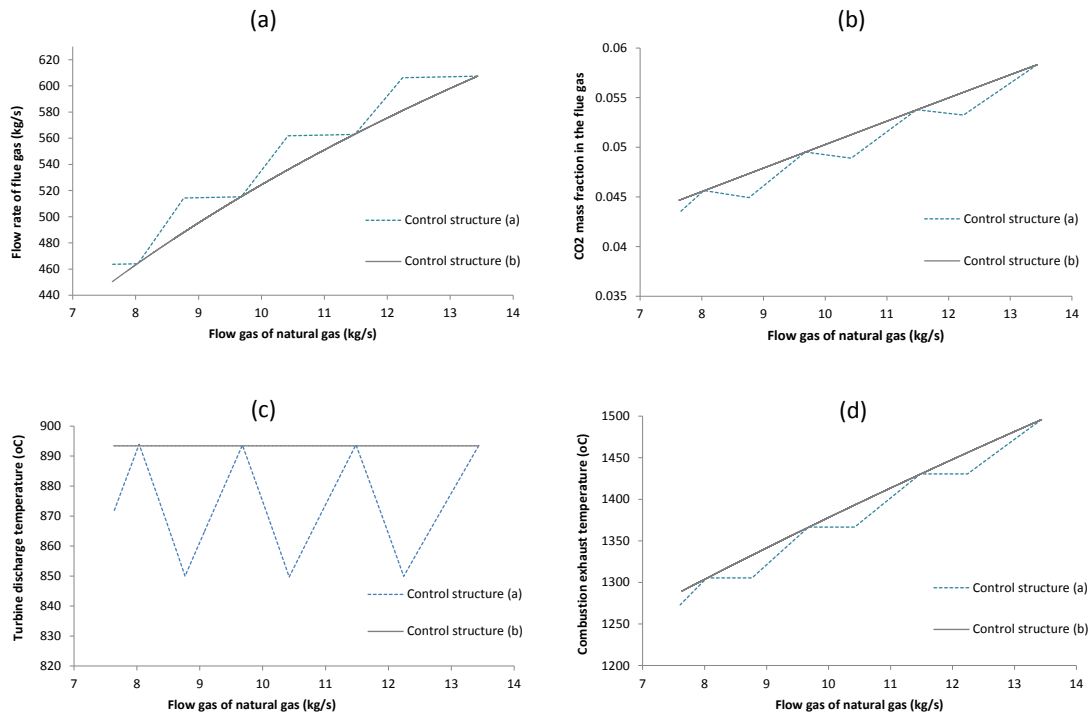 (a)
Flow rate of flue gas (kg/s)
620
600
580
560
540
520
500
480
460
440
7 8 9 10 11 12 13 14
Flow gas of natural gas (kg/s)
Control structure (a)
Control structure (b)
(b)
CO2 mass fraction in the flue gas
0.06
0.055
0.05
0.045
0.04
0.035
7 8 9 10 11 12 13 14
Flow gas of natural gas (kg/s)
Control structure (a)
Control structure (b)
(c)
Turbine discharge temperature (oC)
900
890
880
870
860
850
840
830
820
7 8 9 10 11 12 13 14
Flow gas of natural gas (kg/s)
Control structure (a)
Control structure (b)
(d)
Combustion exhaust temperature (oC)
1500
1400
1300
1200
7 8 9 10 11 12 13 14
Flow gas of natural gas (kg/s)
Control structure (a)
Control structure (b)